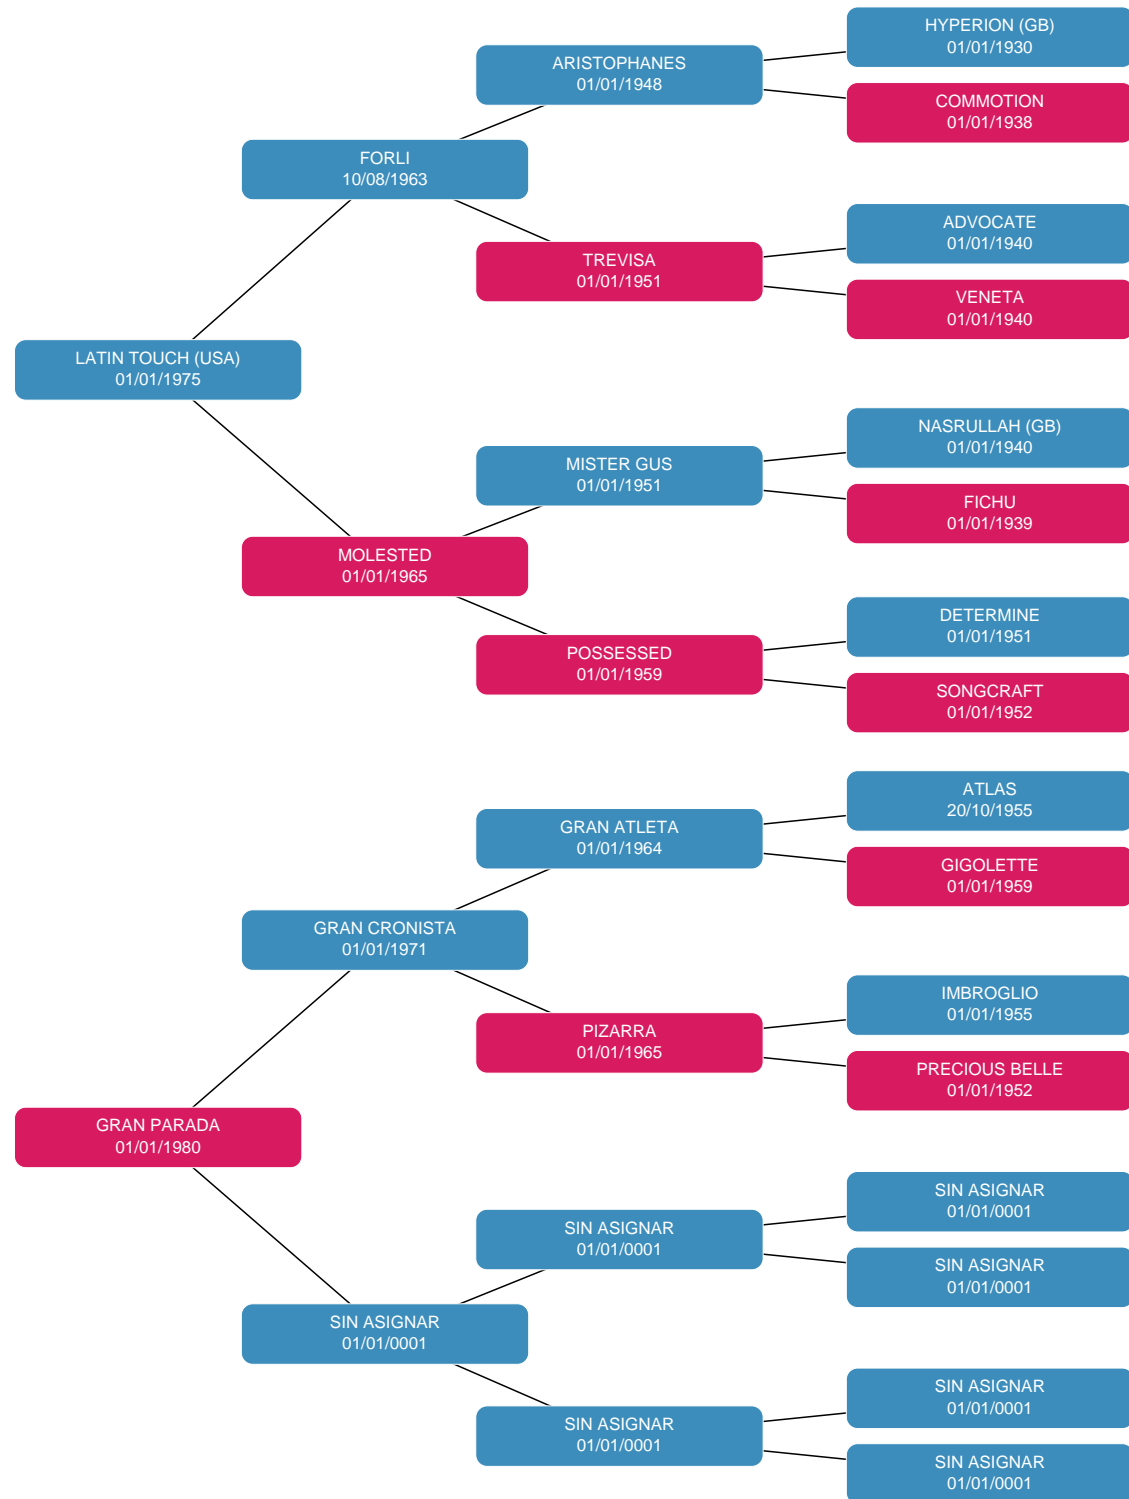 HYPERION (GB)
01/01/1930
ARISTOPHANES
01/01/1948
COMMOTION
01/01/1938
FORLI
10/08/1963
ADVOCATE
01/01/1940
TREVISA
01/01/1951
VENETA
01/01/1940
LATIN TOUCH (USA)
01/01/1975
NASRULLAH (GB)
01/01/1940
MISTER GUS
01/01/1951
FICHU
01/01/1939
MOLESTED
01/01/1965
DETERMINE
01/01/1951
POSSESSED
01/01/1959
SONGCRAFT
01/01/1952
ATLAS
20/10/1955
GRAN ATLETA
01/01/1964
GIGOLETTE
01/01/1959
GRAN CRONISTA
01/01/1971
IMBROGLIO
01/01/1955
PIZARRA
01/01/1965
PRECIOUS BELLE
01/01/1952
GRAN PARADA
01/01/1980
SIN ASIGNAR
01/01/0001
SIN ASIGNAR
01/01/0001
SIN ASIGNAR
01/01/0001
SIN ASIGNAR
01/01/0001
SIN ASIGNAR
01/01/0001
SIN ASIGNAR
01/01/0001
SIN ASIGNAR
01/01/0001